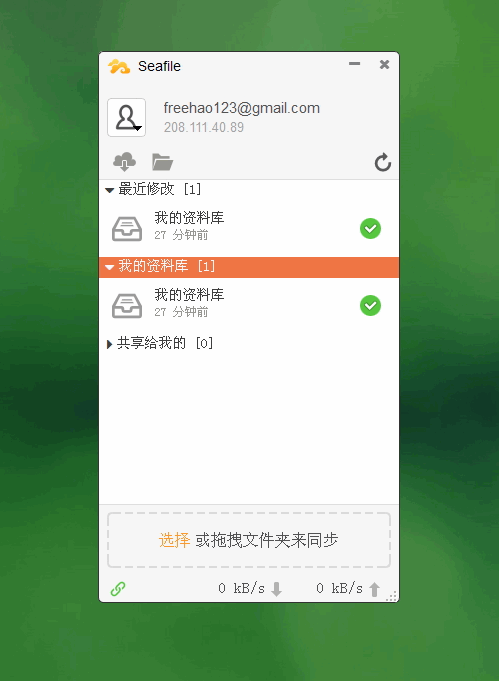 Seafile
freehao123@gmail.com
208.111.40.89
最近修改 [1]
我的资料库
27 分钟前
我的资料库 [1]
我的资料库
27 分钟前
共享给我的 [0]
选择 或拖拽文件夹来同步
0 kB/s 0 kB/s